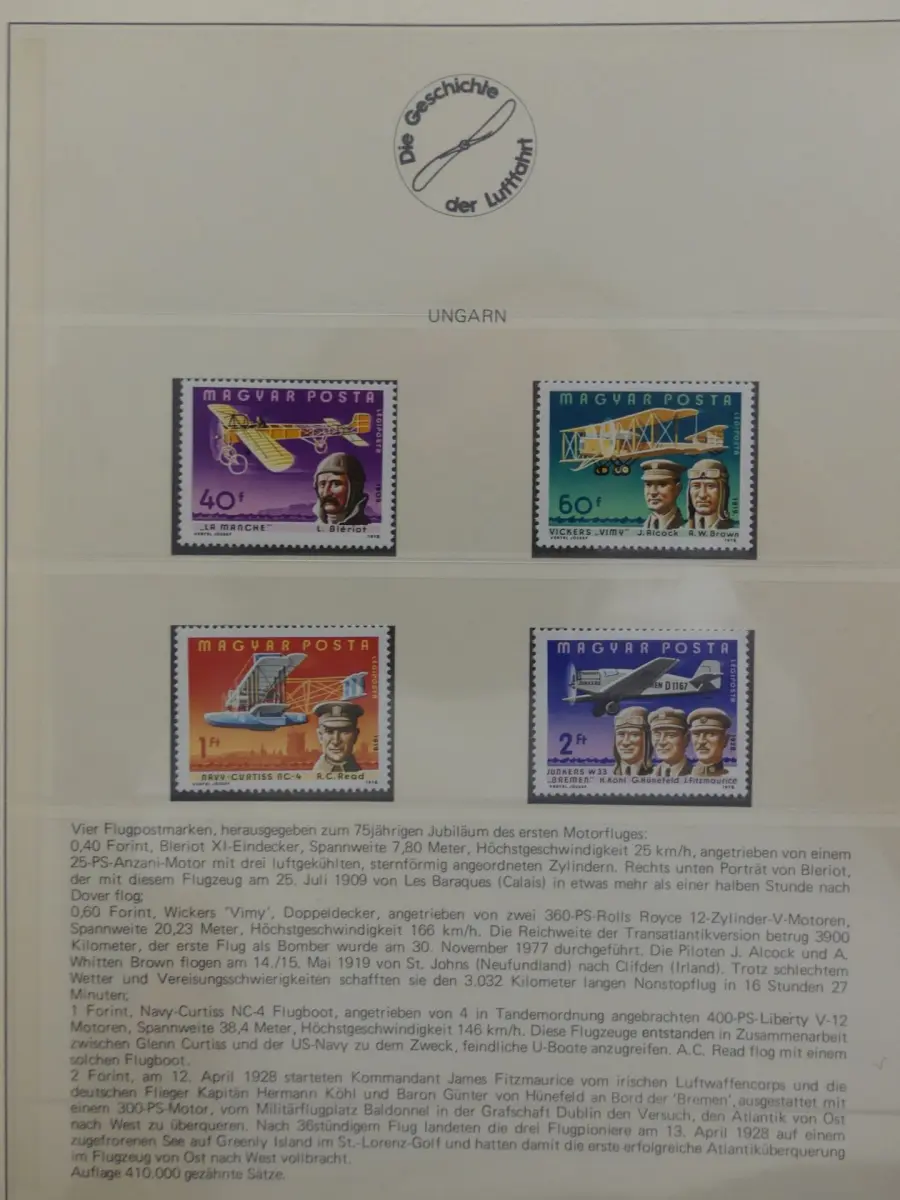 Die Geschichte
der Luftfahrt
UNGARN
MAGYAR POSTA
LÉGIPOSTA
1909
40f
"LA MANCHE" L. Blériot
VERTEL JÓZSEF 1978
MAGYAR POSTA
LÉGIPOSTA
1919
60f
VICKERS „VIMY" J. Alcock A.W. Brown
VERTEL JÓZSEF 1978
MAGYAR POSTA
LÉGIPOSTA
1919
1Ft
NAVY-CURTISS NC-4 A.C. Read
VERTEL JÓZSEF 1978
MAGYAR POSTA
LÉGIPOSTA
1928
JUNKERS
D 1167
2Ft
JUNKERS W33
"BREMEN" H. Köhl G. Hünefeld J. Fitzmaurice
VERTEL JÓZSEF 1978
Vier Flugpostmarken, herausgegeben zum 75jährigen Jubiläum des ersten Motorfluges:
0,40 Forint, Bleriot XI-Eindecker, Spannweite 7,80 Meter, Höchstgeschwindigkeit 25 km/h, angetrieben von einem
25-PS-Anzani-Motor mit drei luftgekühlten, sternförmig angeordneten Zylindern. Rechts unten Porträt von Bleriot,
der mit diesem Flugzeug am 25. Juli 1909 von Les Baraques (Calais) in etwas mehr als einer halben Stunde nach
Dover flog;
0,60 Forint, Wickers 'Vimy', Doppeldecker, angetrieben von zwei 360-PS-Rolls Royce 12-Zylinder-V-Motoren,
Spannweite 20,23 Meter, Höchstgeschwindigkeit 166 km/h. Die Reichweite der Transatlantikversion betrug 3900
Kilometer, der erste Flug als Bomber wurde am 30. November 1977 durchgeführt. Die Piloten J. Alcock und A.
Whitten Brown flogen am 14./15. Mai 1919 von St. Johns (Neufundland) nach Clifden (Irland). Trotz schlechtem
Wetter und Vereisungsschwierigkeiten schafften sie den 3.032 Kilometer langen Nonstopflug in 16 Stunden 27
Minuten;
1 Forint, Navy-Curtiss NC-4 Flugboot, angetrieben von 4 in Tandemordnung angebrachten 400-PS-Liberty V-12
Motoren, Spannweite 38,4 Meter, Höchstgeschwindigkeit 146 km/h. Diese Flugzeuge entstanden in Zusammenarbeit
zwischen Glenn Curtiss und der US-Navy zu dem Zweck, feindliche U-Boote anzugreifen. A.C. Read flog mit einem
solchen Flugboot.
2 Forint, am 12. April 1928 starteten Kommandant James Fitzmaurice vom irischen Luftwaffencorps und die
deutschen Flieger Kapitän Hermann Köhl und Baron Günter von Hünefeld an Bord der 'Bremen', ausgestattet mit
einem 300-PS-Motor, vom Militärflugplatz Baldonnel in der Grafschaft Dublin den Versuch, den Atlantik von Ost
nach West zu überqueren. Nach 36stündigem Flug landeten die drei Flugpioniere am 13. April 1928 auf einem
zugefrorenen See auf Greenly Island im St.-Lorenz-Golf und hatten damit die erste erfolgreiche Atlantiküberquerung
im Flugzeug von Ost nach West vollbracht.
Auflage 410.000 gezähnte Sätze.